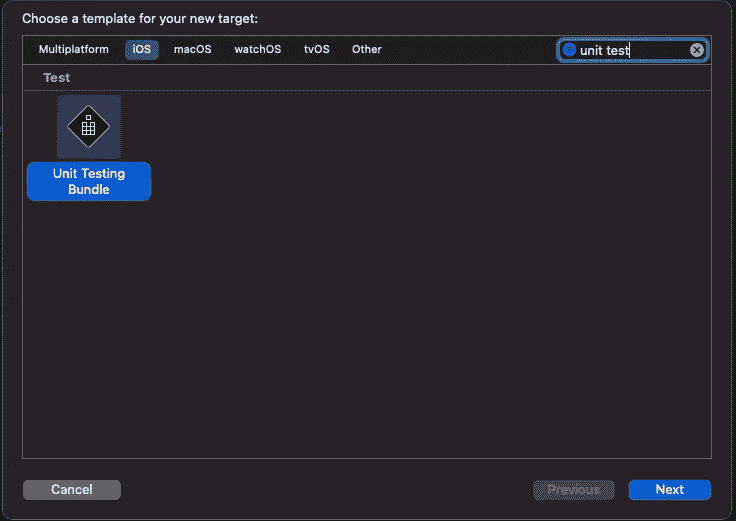 Choose a template for your new target:
Multiplatform iOS macOS watchOS tvOS Other unit test
Test
Unit Testing
Bundle
Cancel Previous Next